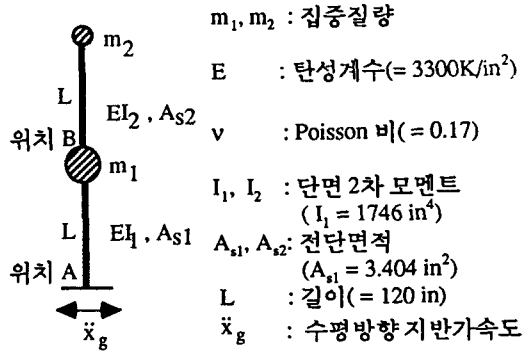 m₂
L
EI₂ , Aₛ₂
위치 B
m₁
L
EI₁ , Aₛ₁
위치 A
ẍ_g
m₁, m₂ : 집중질량
E : 탄성계수(= 3300K/in²)
ν : Poisson 비(= 0.17)
I₁, I₂ : 단면 2차 모멘트
( I₁ = 1746 in⁴)
Aₛ₁, Aₛ₂: 전단면적
(Aₛ₁ = 3.404 in²)
L : 길이(= 120 in)
ẍ_g : 수평방향 지반가속도